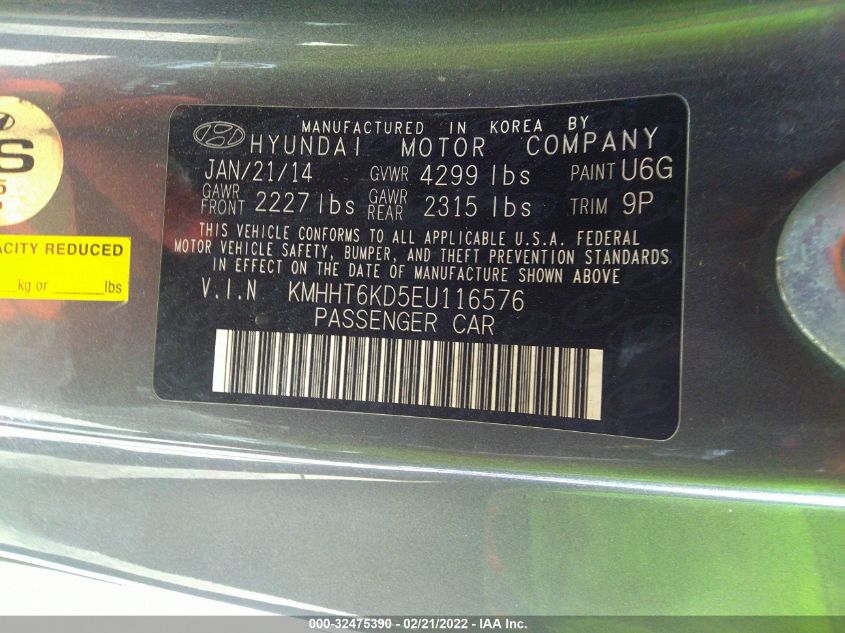 MANUFACTURED IN KOREA BY
HYUNDAI MOTOR COMPANY
JAN/21/14 GVWR 4299 lbs PAINT U6G
GAWR FRONT 2227 lbs GAWR REAR 2315 lbs TRIM 9P
THIS VEHICLE CONFORMS TO ALL APPLICABLE U.S.A. FEDERAL
MOTOR VEHICLE SAFETY, BUMPER, AND THEFT PREVENTION STANDARDS
IN EFFECT ON THE DATE OF MANUFACTURE SHOWN ABOVE
V.I.N KMHHT6KD5EU116576
PASSENGER CAR
ACITY REDUCED
kg or lbs
000-32475390 - 02/21/2022 - IAA Inc.